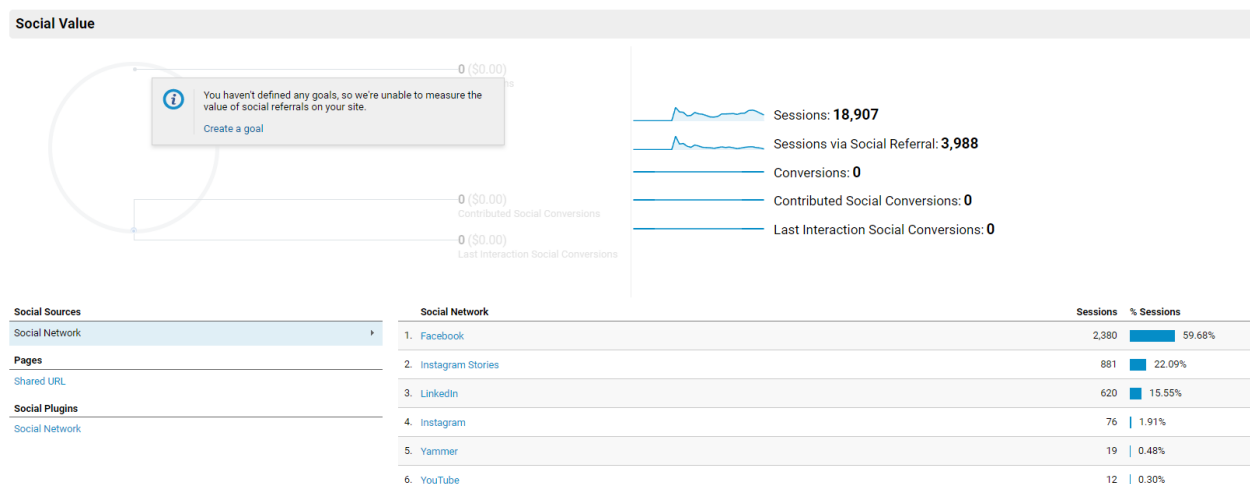 Social Value
0 ($0.00)
You haven't defined any goals, so we're unable to measure the
value of social referrals on your site.
Create a goal
0 ($0.00)
Contributed Social Conversions
0 ($0.00)
Last Interaction Social Conversions
Sessions: 18,907
Sessions via Social Referral: 3,988
Conversions: 0
Contributed Social Conversions: 0
Last Interaction Social Conversions: 0
Social Sources
Social Network
Pages
Shared URL
Social Plugins
Social Network
Social Network Sessions % Sessions
1. Facebook 2,380 59.68%
2. Instagram Stories 881 22.09%
3. LinkedIn 620 15.55%
4. Instagram 76 1.91%
5. Yammer 19 0.48%
6. YouTube 12 0.30%